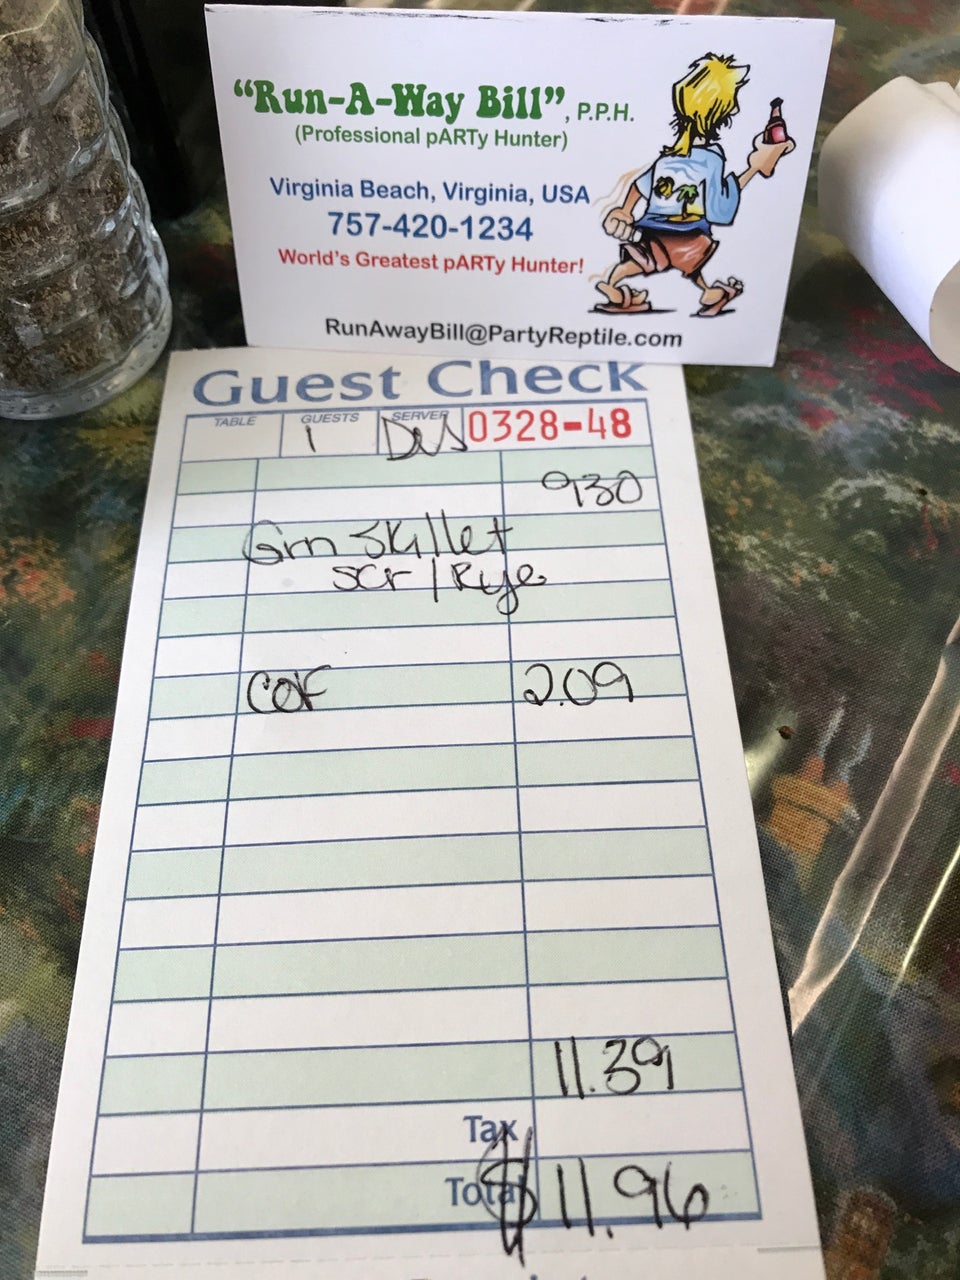 “Run-A-Way Bill”, P.P.H.
(Professional pARTy Hunter)
Virginia Beach, Virginia, USA
757-420-1234
World's Greatest pARTy Hunter!
RunAwayBill@PartyReptile.com
Guest Check
TABLE GUESTS SERVER
1 0328-48
930
Grn Skillet
scr/Rye
COF 2.09
11.39
Tax
Total $11.96